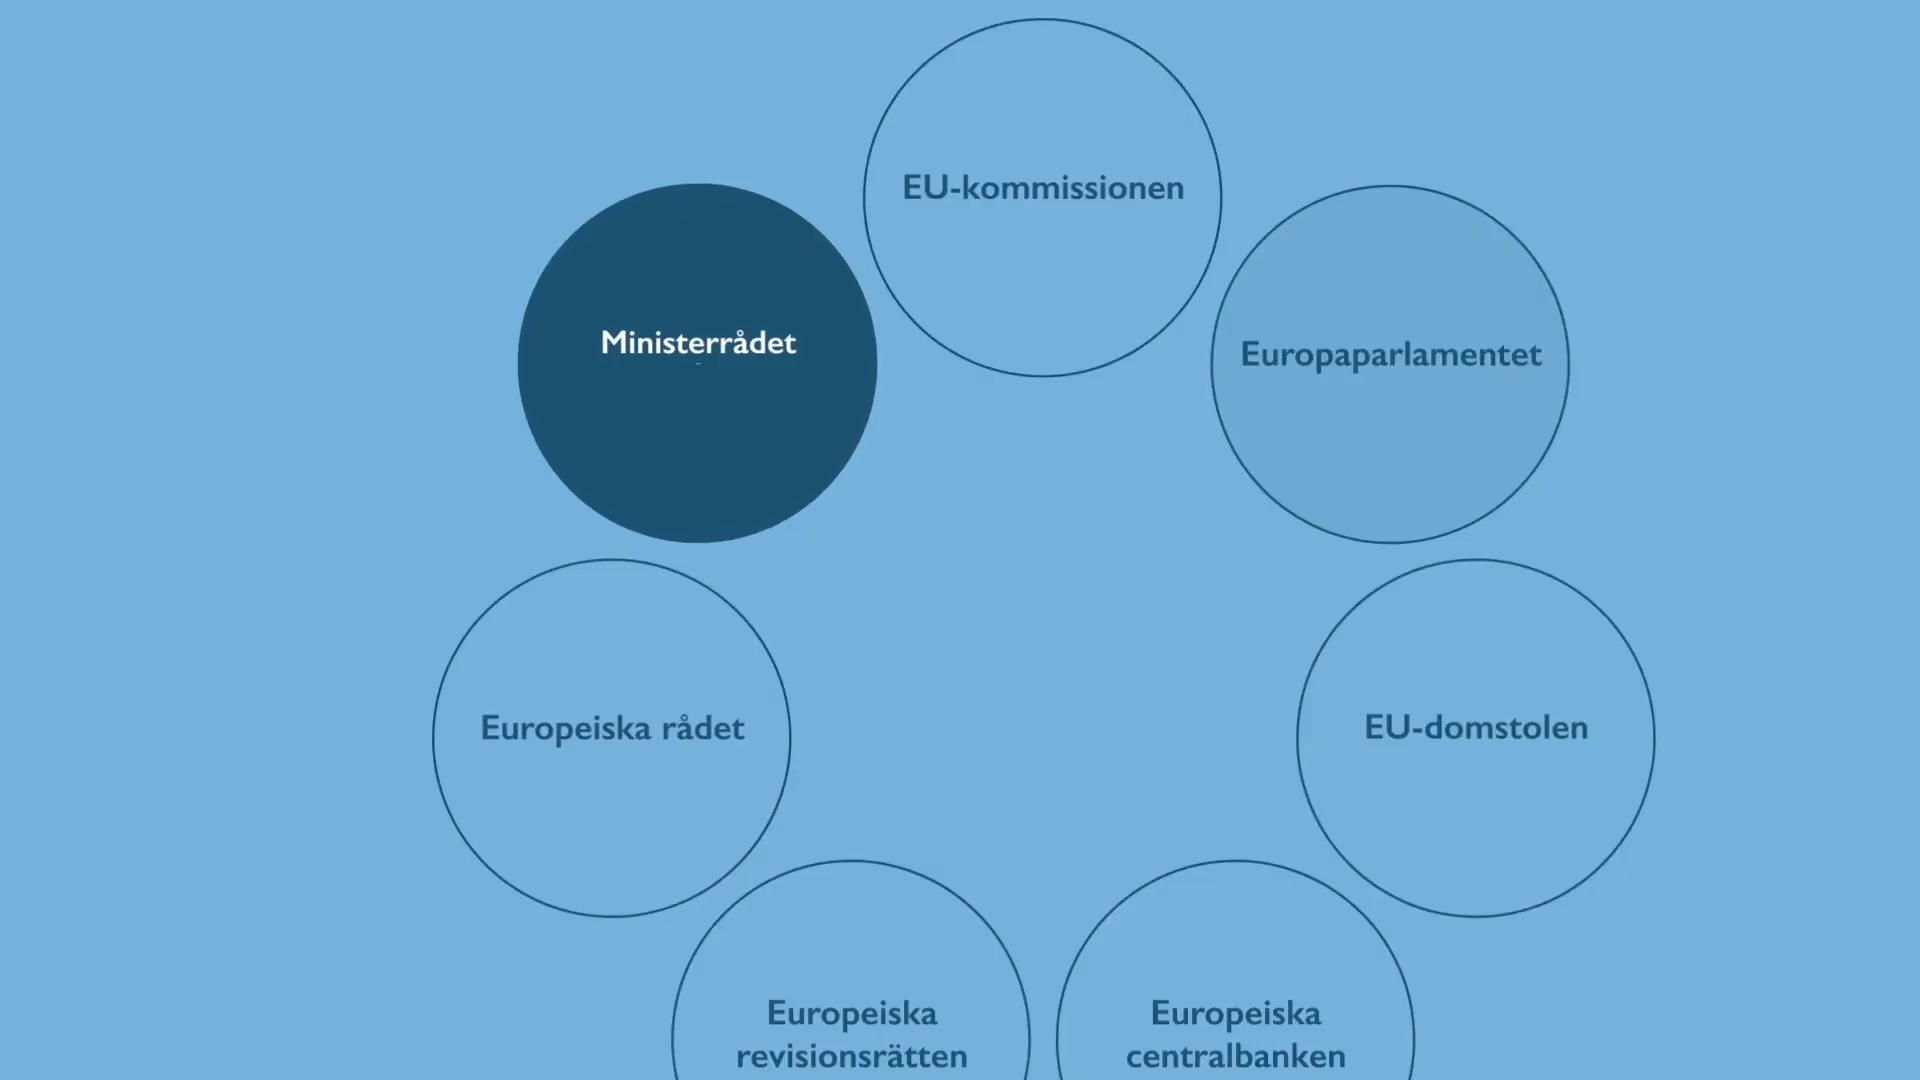 EU-kommissionen
Ministerrådet
Europaparlamentet
Europeiska rådet
EU-domstolen
Europeiska
revisionsrätten
Europeiska
centralbanken